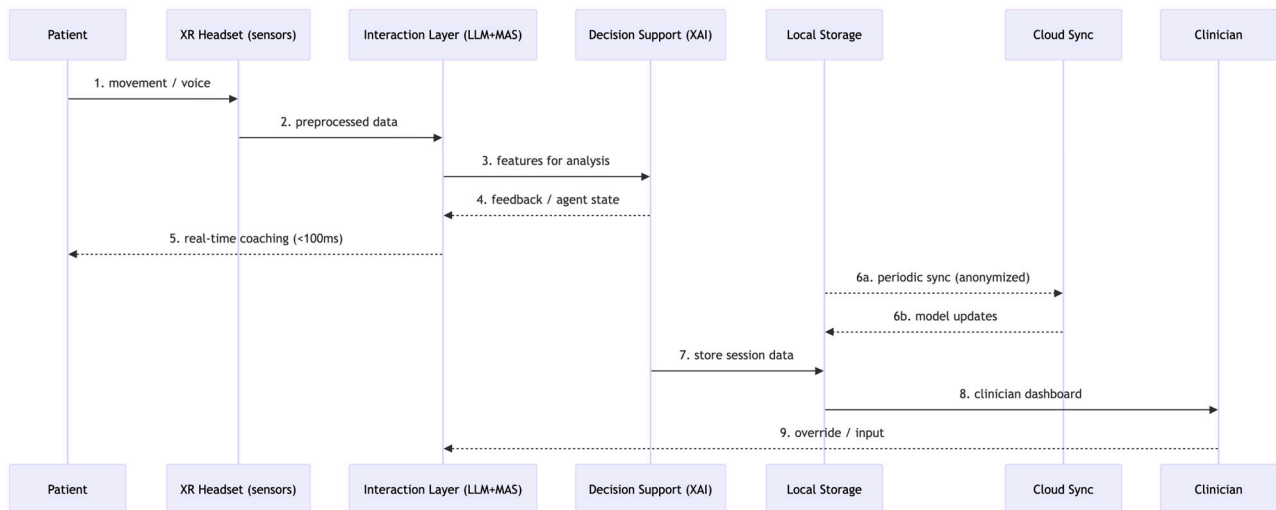 Patient
XR Headset (sensors)
Interaction Layer (LLM+MAS)
Decision Support (XAI)
Local Storage
Cloud Sync
Clinician
1. movement / voice
2. preprocessed data
3. features for analysis
4. feedback / agent state
5. real-time coaching (<100ms)
6a. periodic sync (anonymized)
6b. model updates
7. store session data
8. clinician dashboard
9. override / input
Patient
XR Headset (sensors)
Interaction Layer (LLM+MAS)
Decision Support (XAI)
Local Storage
Cloud Sync
Clinician